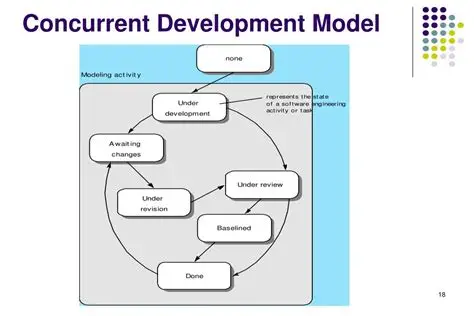 Concurrent Development Model
none
Modeling activity
represents the state
of a software engineering
activity or task
Under
development
Awaiting
changes
Under review
Under
revision
Baselined
Done
18